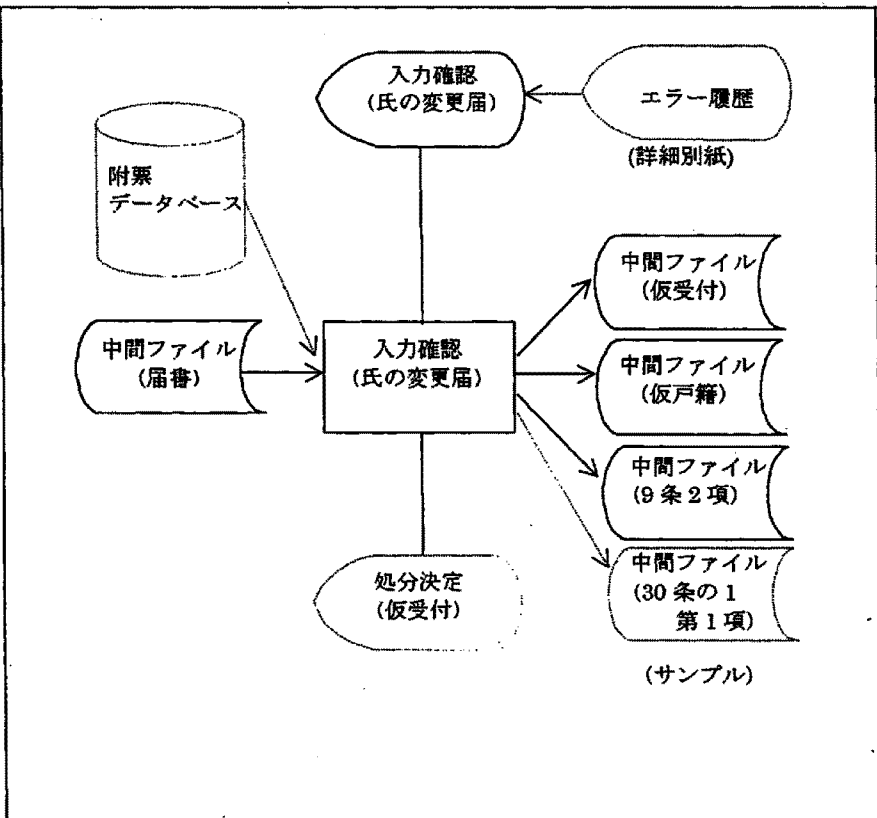 入力確認
(氏の変更届)
エラー履歴
(詳細別紙)
附票
データベース
中間ファイル
(仮受付)
中間ファイル
(届書)
入力確認
(氏の変更届)
中間ファイル
(仮戸籍)
中間ファイル
(9条2項)
処分決定
(仮受付)
中間ファイル
(30条の1
第1項)
(サンプル)